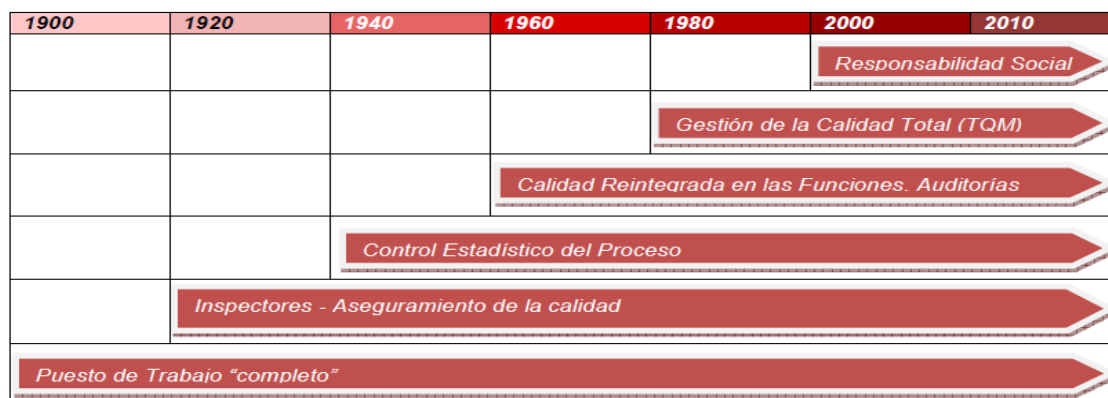 1900 1920 1940 1960 1980 2000 2010
Responsabilidad Social
Gestión de la Calidad Total (TQM)
Calidad Reintegrada en las Funciones. Auditorías
Control Estadístico del Proceso
Inspectores - Aseguramiento de la calidad
Puesto de Trabajo “completo”